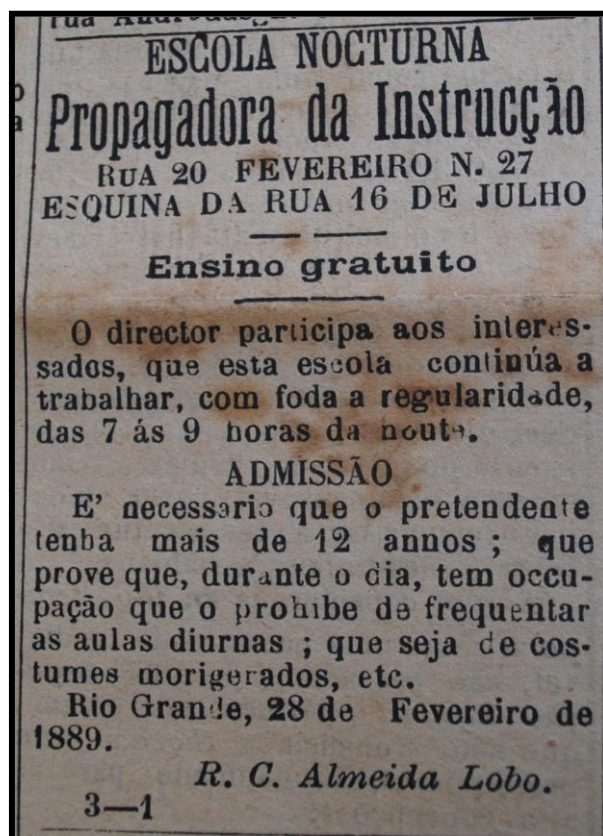 rua Andradas
ESCOLA NOCTURNA
Propagadora da Instrucção
RUA 20 FEVEREIRO N. 27
ESQUINA DA RUA 16 DE JULHO
Ensino gratuito
O director participa aos interes-
sados, que esta escola continúa a
trabalhar, com foda a regularidade,
das 7 ás 9 horas da noute.
ADMISSÃO
E' necessario que o pretendente
tenha mais de 12 annos ; que
prove que, durante o dia, tem occu-
pação que o prohibe de frequentar
as aulas diurnas ; que seja de cos-
tumes morigerados, etc.
Rio Grande, 28 de Fevereiro de
1889.
R. C. Almeida Lobo.
3—1